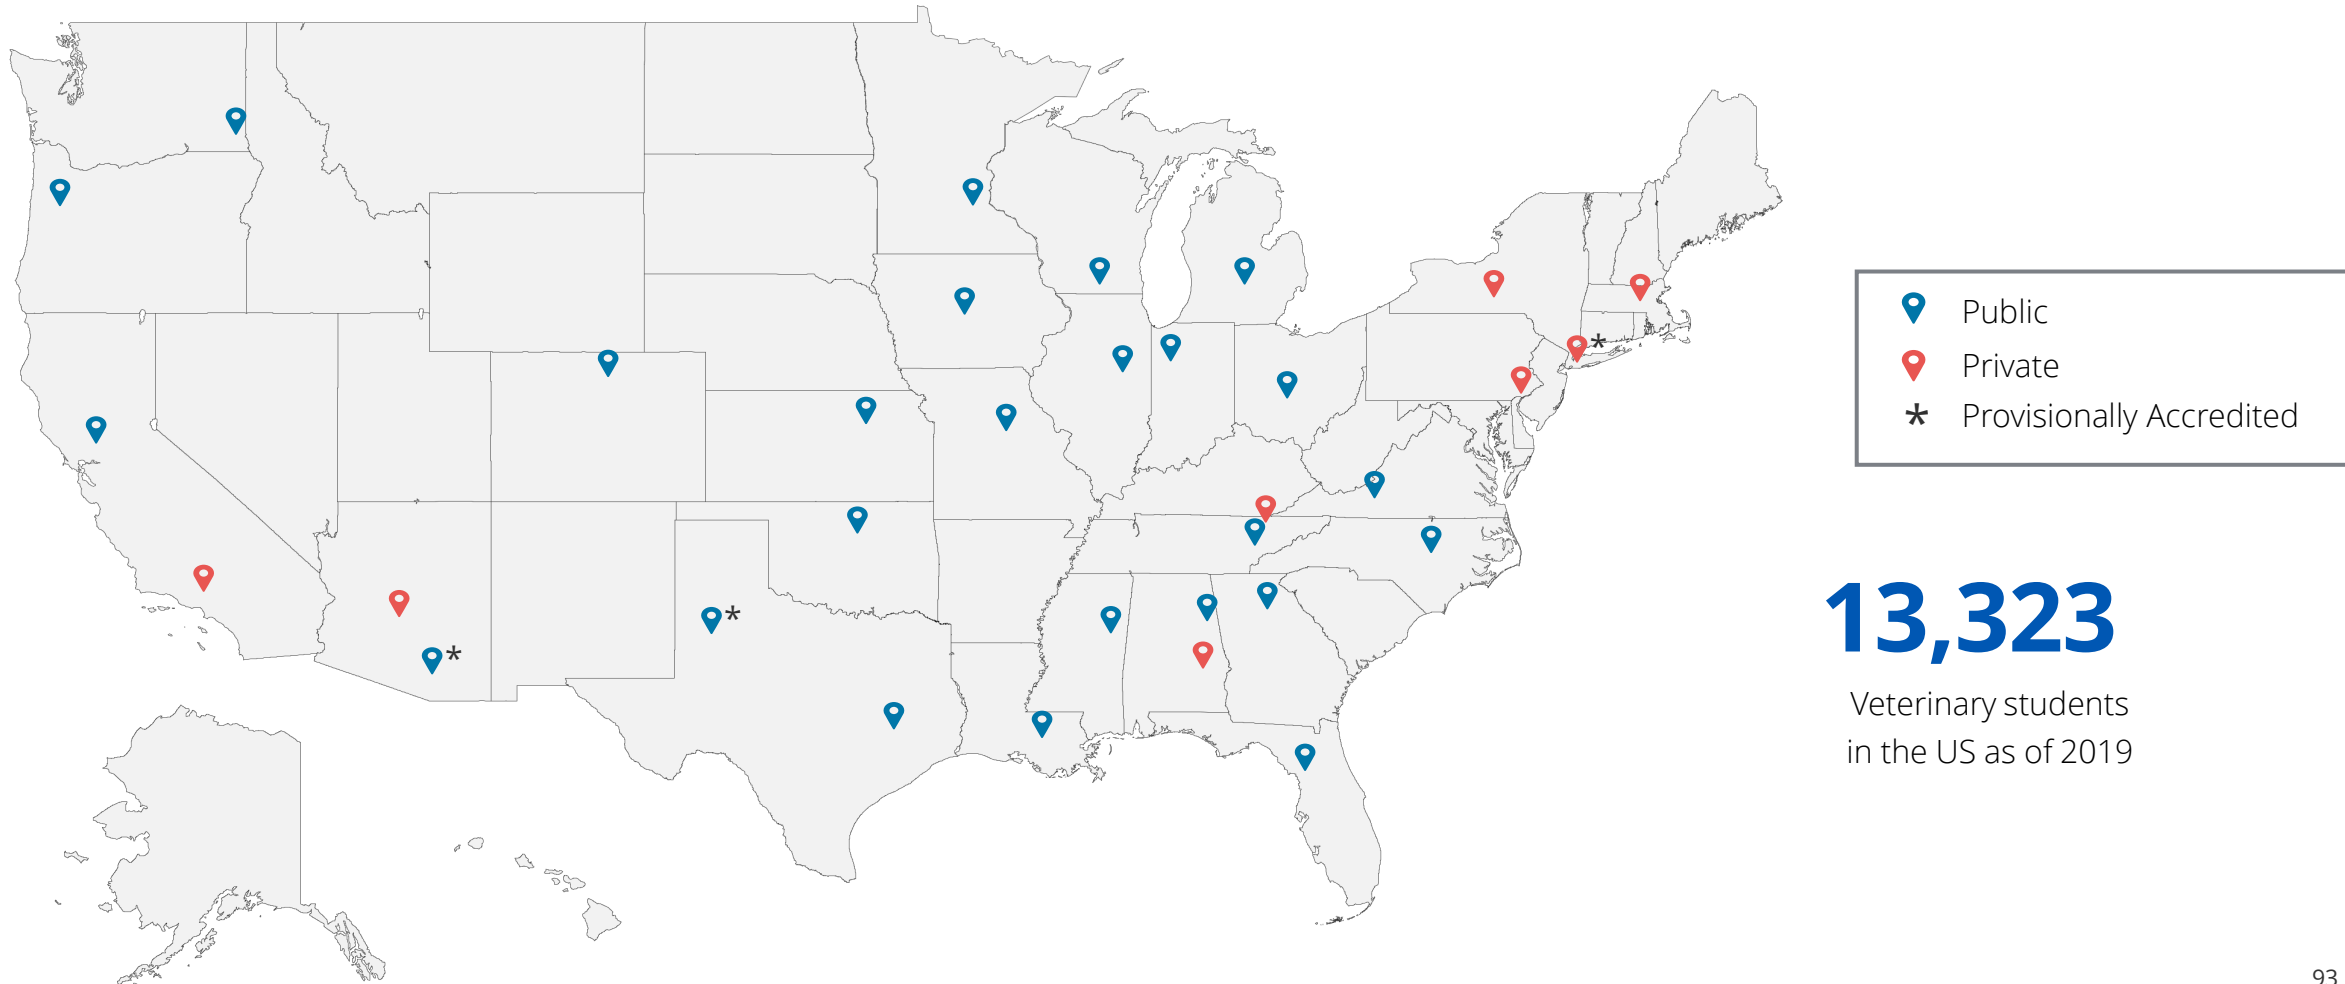 Public
Private
* Provisionally Accredited
*
*
*
13,323
Veterinary students
in the US as of 2019
93